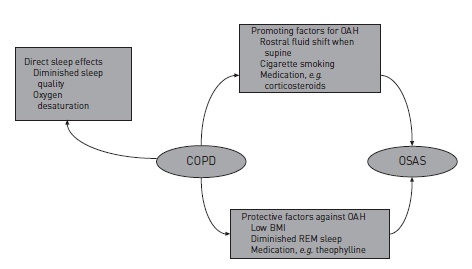 Promoting factors for OAH
Rostral fluid shift when
supine
Cigarette smoking
Medication, e.g.
corticosteroids
Direct sleep effects
Diminished sleep
quality
Oxygen
desaturation
COPD
OSAS
Protective factors against OAH
Low BMI
Diminished REM sleep
Medication, e.g. theophylline